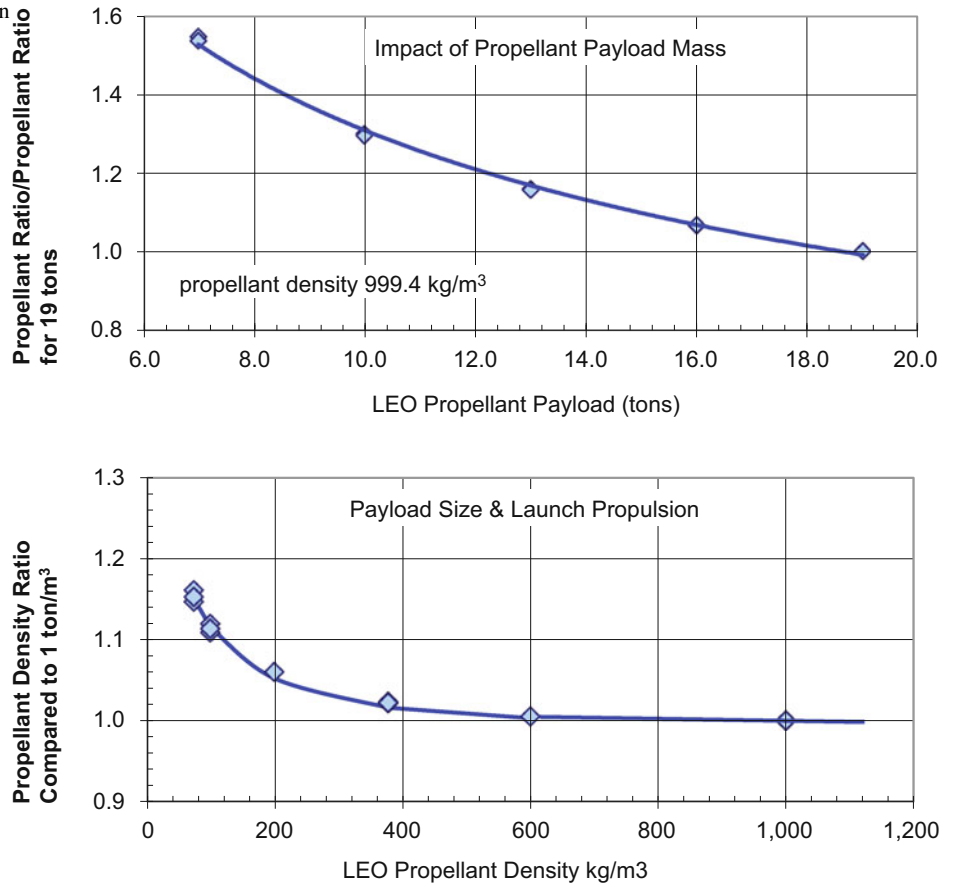 n
Propellant Ratio/Propellant Ratio
for 19 tons
1.6
1.4
1.2
1.0
0.8
Impact of Propellant Payload Mass
propellant density 999.4 kg/m³
6.0 8.0 10.0 12.0 14.0 16.0 18.0 20.0
LEO Propellant Payload (tons)
Propellant Density Ratio
Compared to 1 ton/m³
1.3
1.2
1.1
1.0
0.9
Payload Size & Launch Propulsion
0 200 400 600 800 1,000 1,200
LEO Propellant Density kg/m3